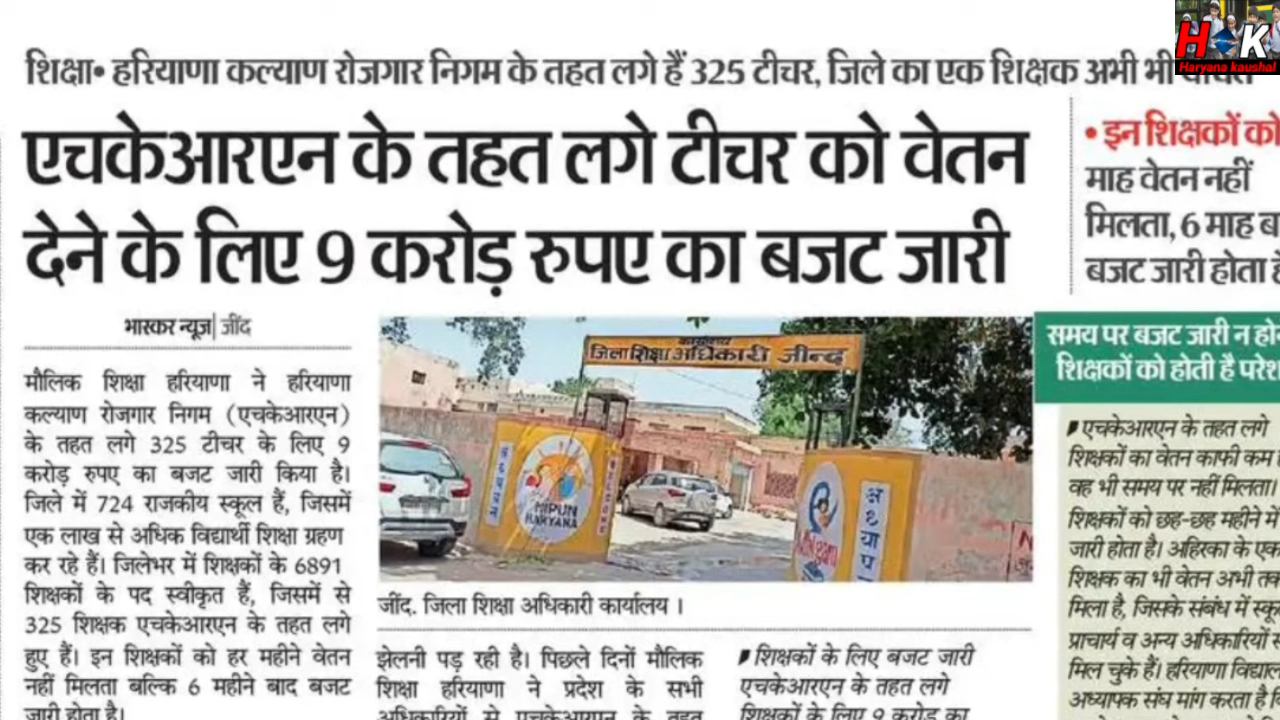 H K
Haryana kaushal
शिक्षा• हरियाणा कल्याण रोजगार निगम के तहत लगे हैं 325 टीचर, जिले का एक शिक्षक अभी भी
एचकेआरएन के तहत लगे टीचर को वेतन
देने के लिए 9 करोड़ रुपए का बजट जारी
• इन शिक्षकों को
माह वेतन नहीं
मिलता, 6 माह
बजट जारी होता
भास्कर न्यूज | जींद
मौलिक शिक्षा हरियाणा ने हरियाणा
कल्याण रोजगार निगम (एचकेआरएन)
के तहत लगे 325 टीचर के लिए 9
करोड़ रुपए का बजट जारी किया है।
जिले में 724 राजकीय स्कूल हैं, जिसमें
एक लाख से अधिक विद्यार्थी शिक्षा ग्रहण
कर रहे हैं। जिलेभर में शिक्षकों के 6891
शिक्षकों के पद स्वीकृत हैं, जिसमें से
325 शिक्षक एचकेआरएन के तहत लगे
हुए हैं। इन शिक्षकों को हर महीने वेतन
नहीं मिलता बल्कि 6 महीने बाद बजट
जारी होता है।
कार्यालय
जिला शिक्षा अधिकारी जीन्द
NIPUN
HARYANA
WELCOME
जींद. जिला शिक्षा अधिकारी कार्यालय ।
झेलनी पड़ रही है। पिछले दिनों मौलिक
शिक्षा हरियाणा ने प्रदेश के सभी
अधिकारियों से एचकेआरएन के तहत
▶ शिक्षकों के लिए बजट जारी
एचकेआरएन के तहत लगे
शिक्षकों के लिए 9 करोड़ का
समय पर बजट जारी न
शिक्षकों को होती है
▶ एचकेआरएन के तहत लगे
शिक्षकों का वेतन काफी कम
वह भी समय पर नहीं मिलता।
शिक्षकों को छह-छह महीने में
जारी होता है। अहिरका के एक
शिक्षक का भी वेतन अभी तक
मिला है, जिसके संबंध में
प्राचार्य व अन्य अधिकारियों
मिल चुके हैं। हरियाणा
अध्यापक संघ मांग करता है